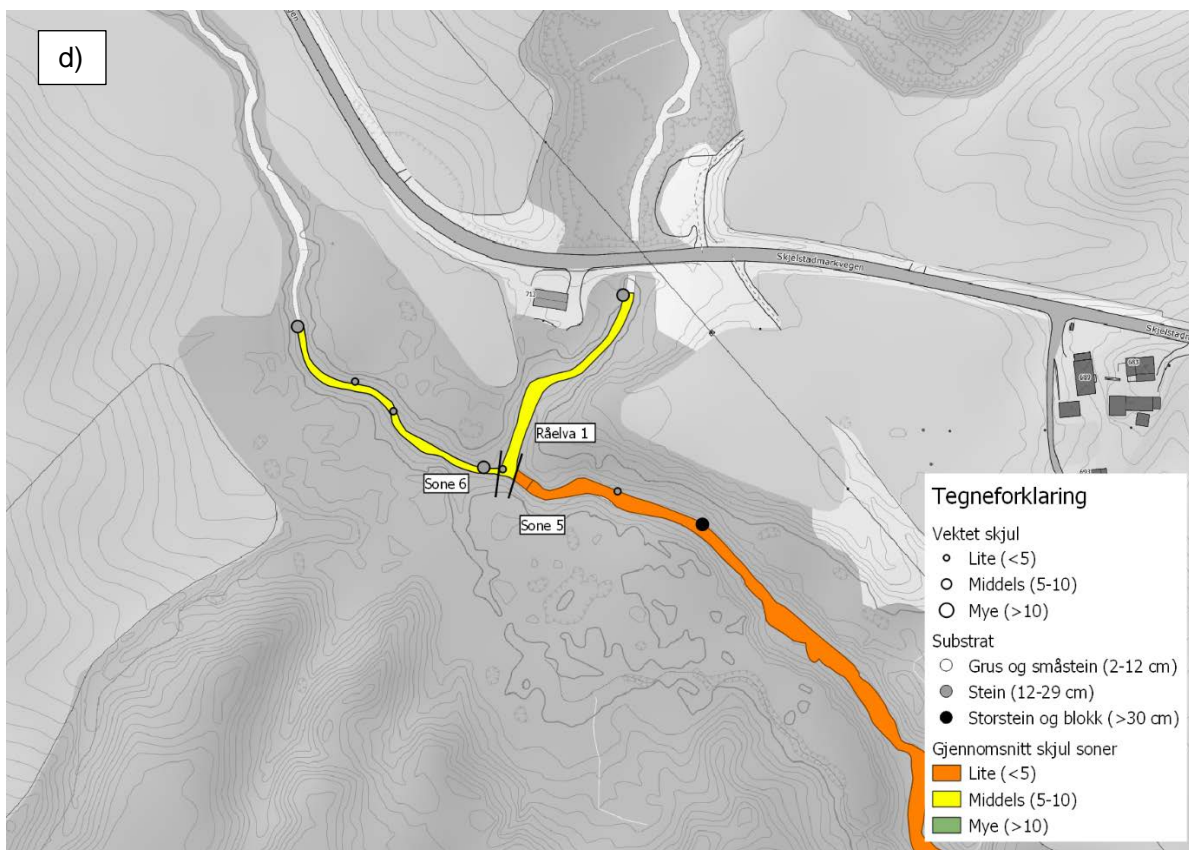 d)
Skjelstadmarkvegen
Skjelstad
Råelva 1
Sone 6
Sone 5
Tegneforklaring
Vektet skjul
Lite (<5)
Middels (5-10)
Mye (>10)
Substrat
Grus og småstein (2-12 cm)
Stein (12-29 cm)
Storstein og blokk (>30 cm)
Gjennomsnitt skjul soner
Lite (<5)
Middels (5-10)
Mye (>10)